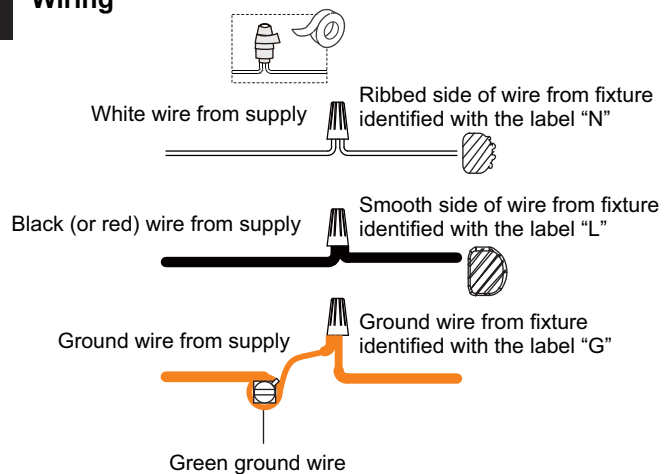 Wiring
White wire from supply
Ribbed side of wire from fixture
identified with the label “N”
Black (or red) wire from supply
Smooth side of wire from fixture
identified with the label “L”
Ground wire from supply
Ground wire from fixture
identified with the label “G”
Green ground wire